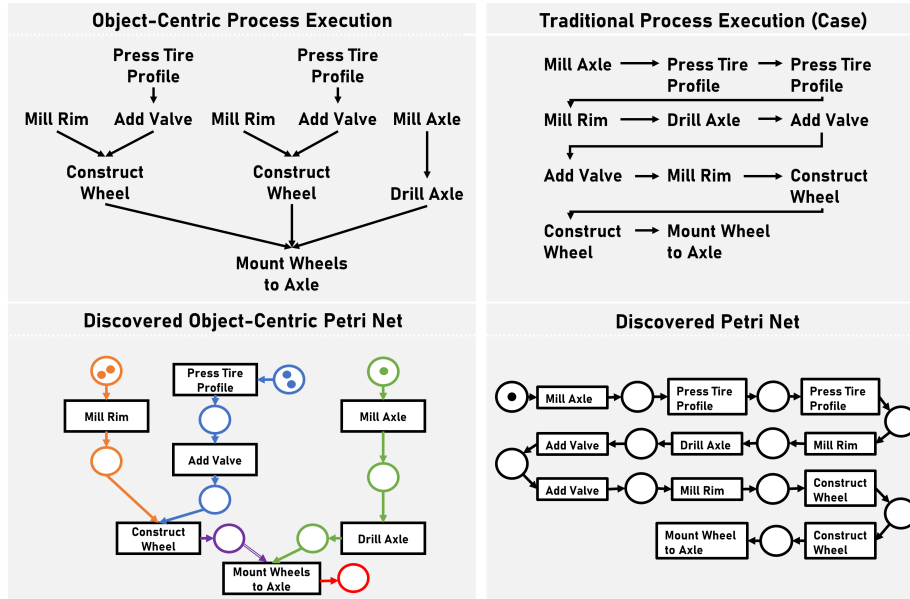 Object-Centric Process Execution
Press Tire
Profile
Press Tire
Profile
Mill Rim
Add Valve
Mill Rim
Add Valve
Mill Axle
Construct
Wheel
Construct
Wheel
Drill Axle
Mount Wheels
to Axle
Traditional Process Execution (Case)
Mill Axle
Press Tire
Profile
Press Tire
Profile
Mill Rim
Drill Axle
Add Valve
Add Valve
Mill Rim
Construct
Wheel
Construct
Wheel
Mount Wheel
to Axle
Discovered Object-Centric Petri Net
Press Tire
Profile
Mill Rim
Mill Axle
Add Valve
Construct
Wheel
Drill Axle
Mount Wheels
to Axle
Discovered Petri Net
Mill Axle
Press Tire
Profile
Press Tire
Profile
Add Valve
Drill Axle
Mill Rim
Add Valve
Mill Rim
Construct
Wheel
Mount Wheel
to Axle
Construct
Wheel